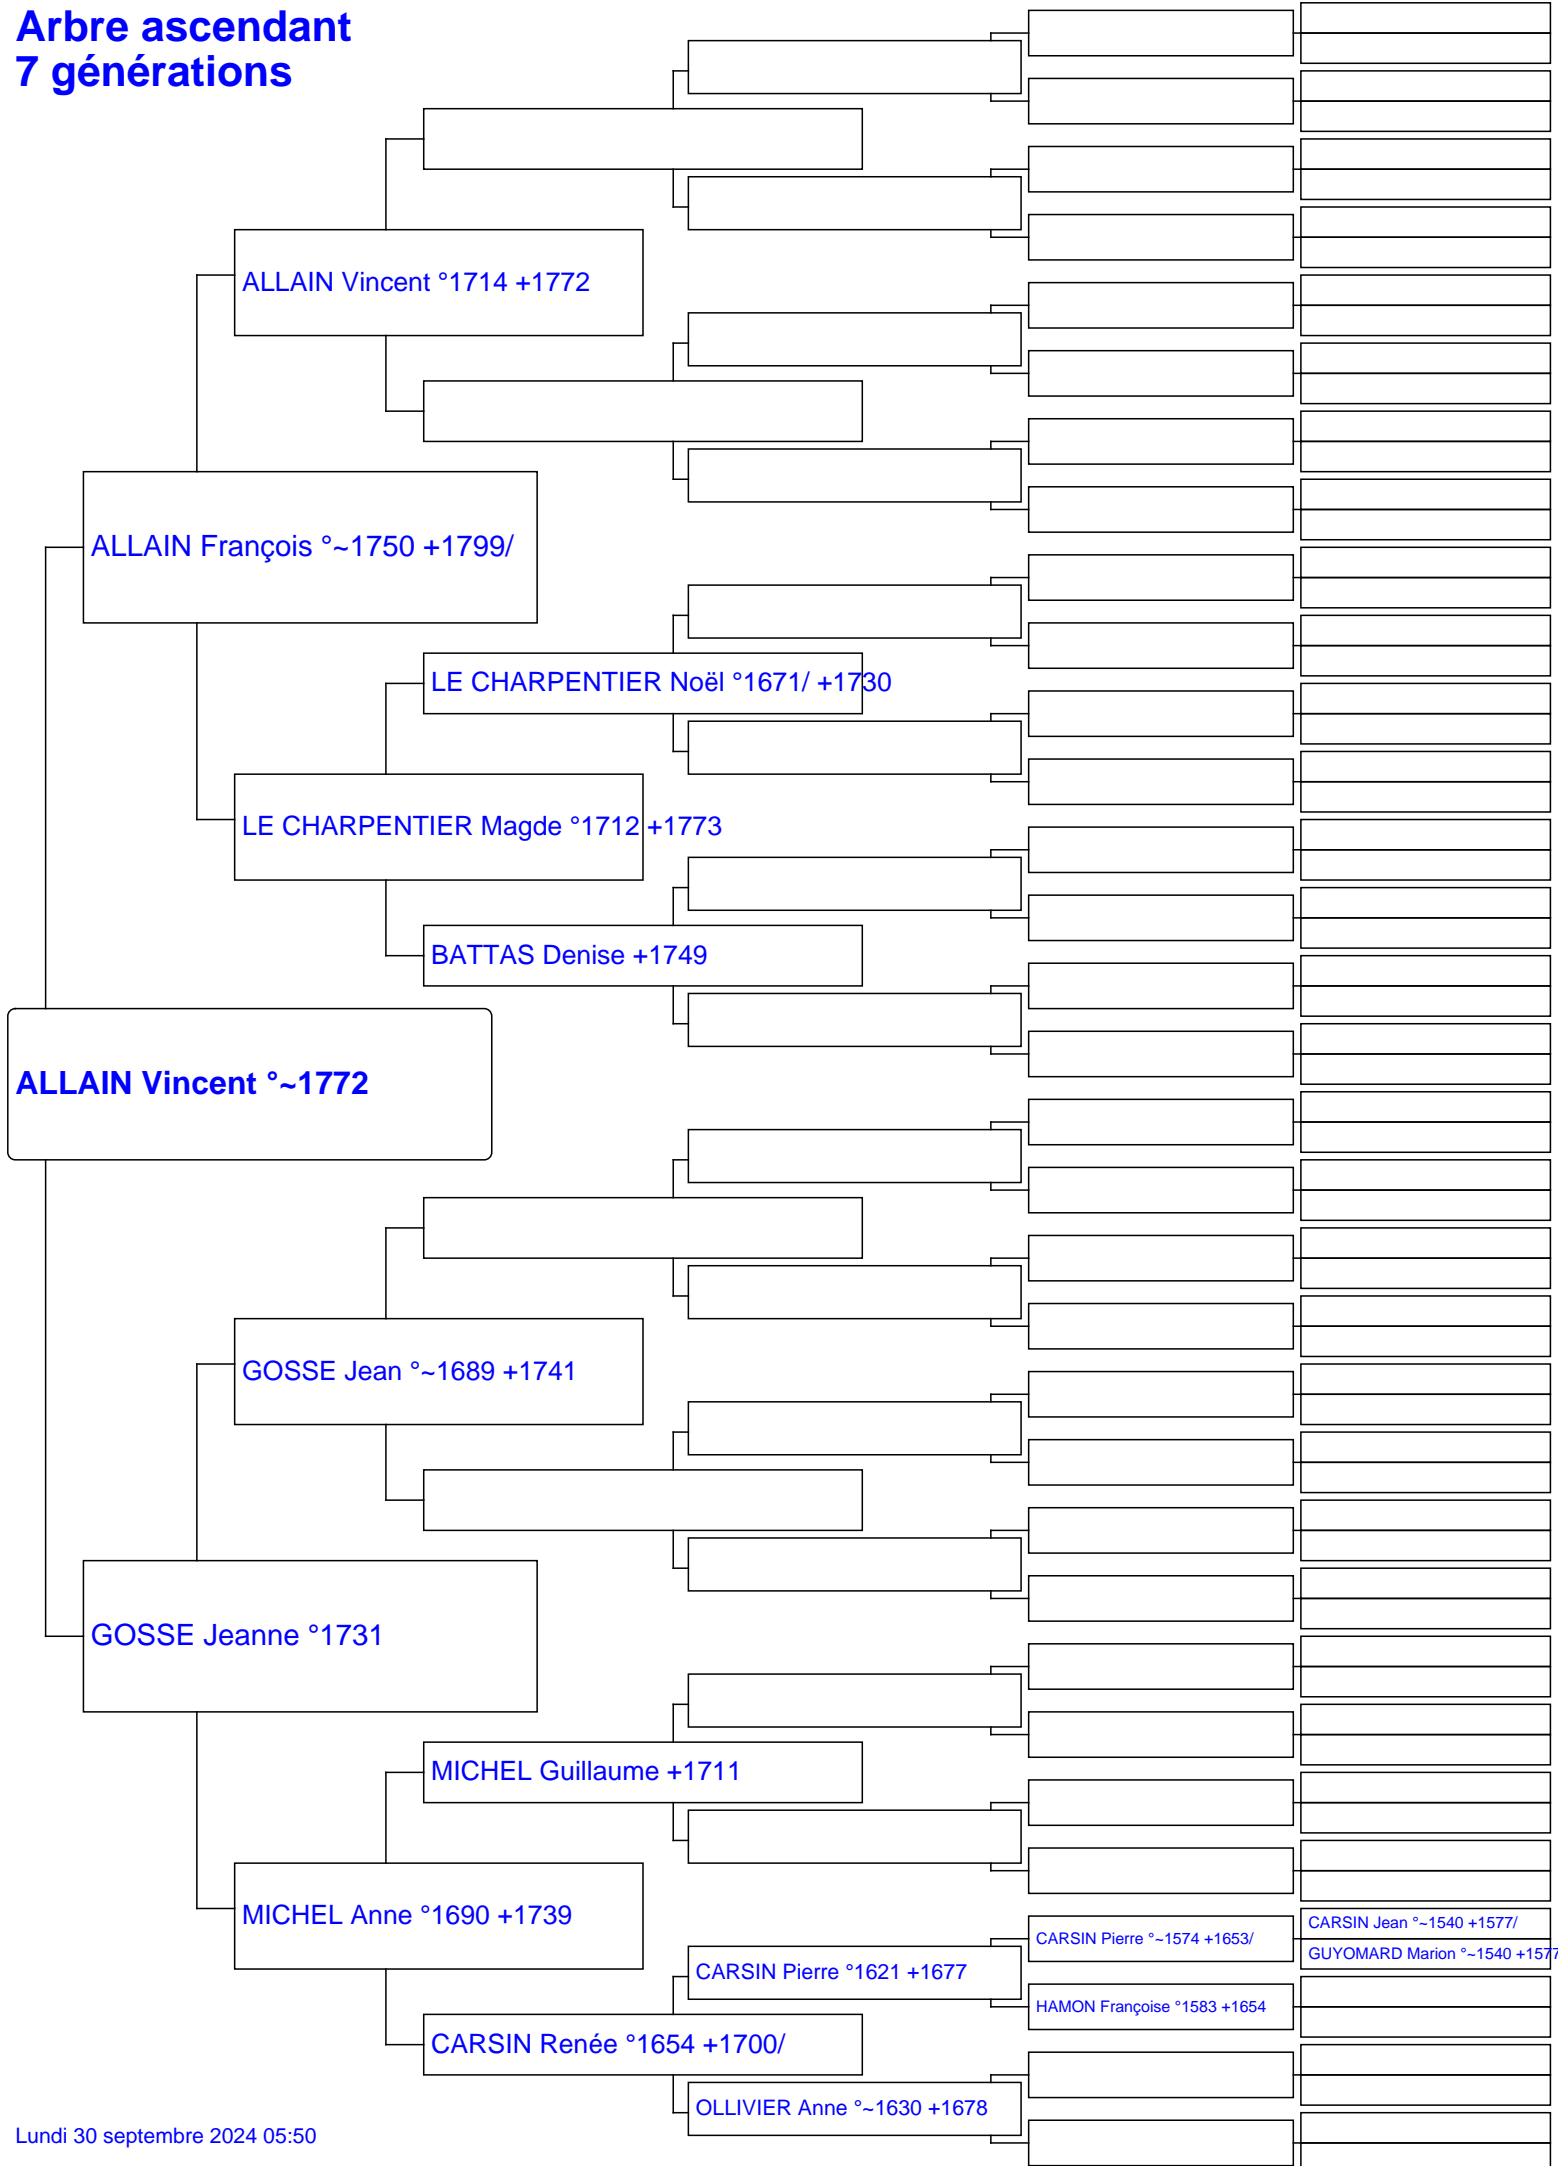 Arbre ascendant
7 générations
ALLAIN Vincent °1714 +1772
ALLAIN François °~1750 +1799/
LE CHARPENTIER Noël °1671/ +1730
LE CHARPENTIER Magde °1712 +1773
BATTAS Denise +1749
ALLAIN Vincent °~1772
GOSSE Jean °~1689 +1741
GOSSE Jeanne °1731
MICHEL Guillaume +1711
MICHEL Anne °1690 +1739
CARSIN Jean °~1540 +1577/
CARSIN Pierre °~1574 +1653/
GUYOMARD Marion °~1540 +1577
CARSIN Pierre °1621 +1677
HAMON Françoise °1583 +1654
CARSIN Renée °1654 +1700/
OLLIVIER Anne °~1630 +1678
Lundi 30 septembre 2024 05:50